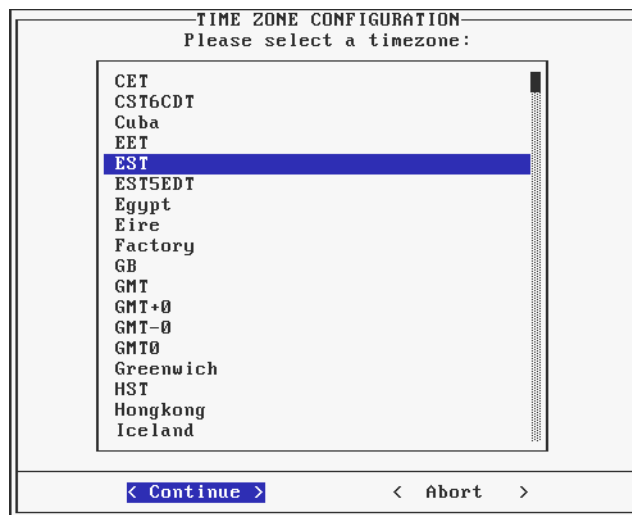 TIME ZONE CONFIGURATION
Please select a timezone:
CET
CST6CDT
Cuba
EET
EST
EST5EDT
Egypt
Eire
Factory
GB
GMT
GMT+0
GMT-0
GMT0
Greenwich
HST
Hongkong
Iceland
< Continue > < Abort >